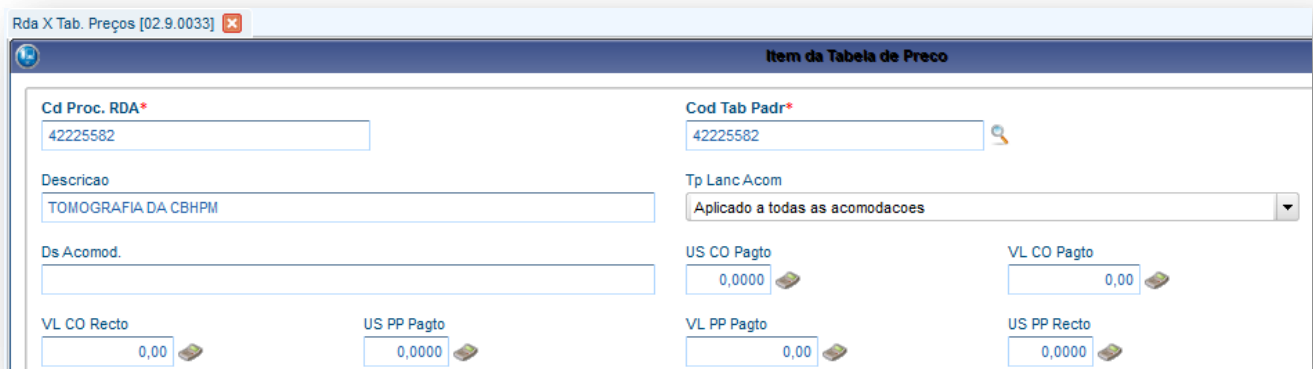 Rda X Tab. Preços [02.9.0033]
Item da Tabela de Preco
Cd Proc. RDA* Cod Tab Padr*
42225582 42225582
Descricao Tp Lanc Acom
TOMOGRAFIA DA CBHPM Aplicado a todas as acomodacoes
Ds Acomod. US CO Pagto VL CO Pagto
0,0000 0,00
VL CO Recto US PP Pagto VL PP Pagto US PP Recto
0,00 0,0000 0,00 0,0000